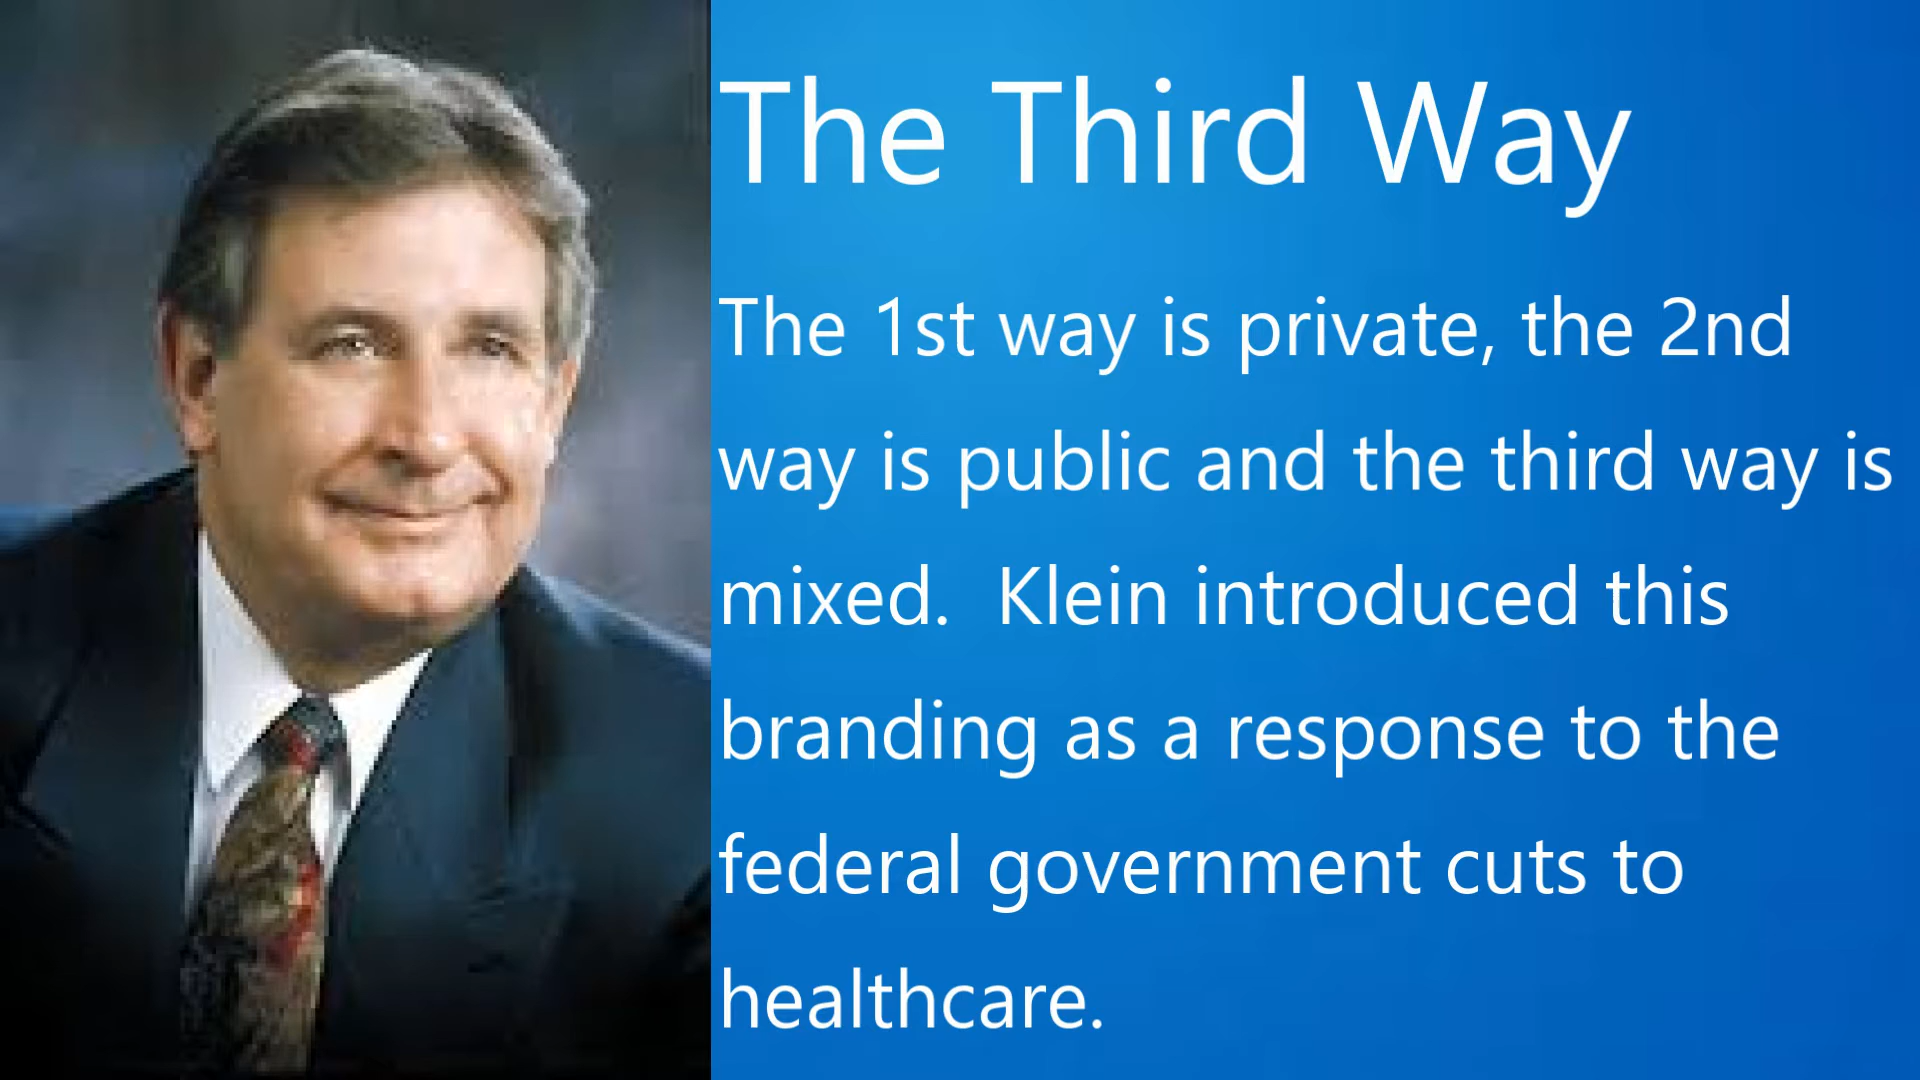 The Third Way
The 1st way is private, the 2nd
way is public and the third way is
mixed.  Klein introduced this
branding as a response to the
federal government cuts to
healthcare.